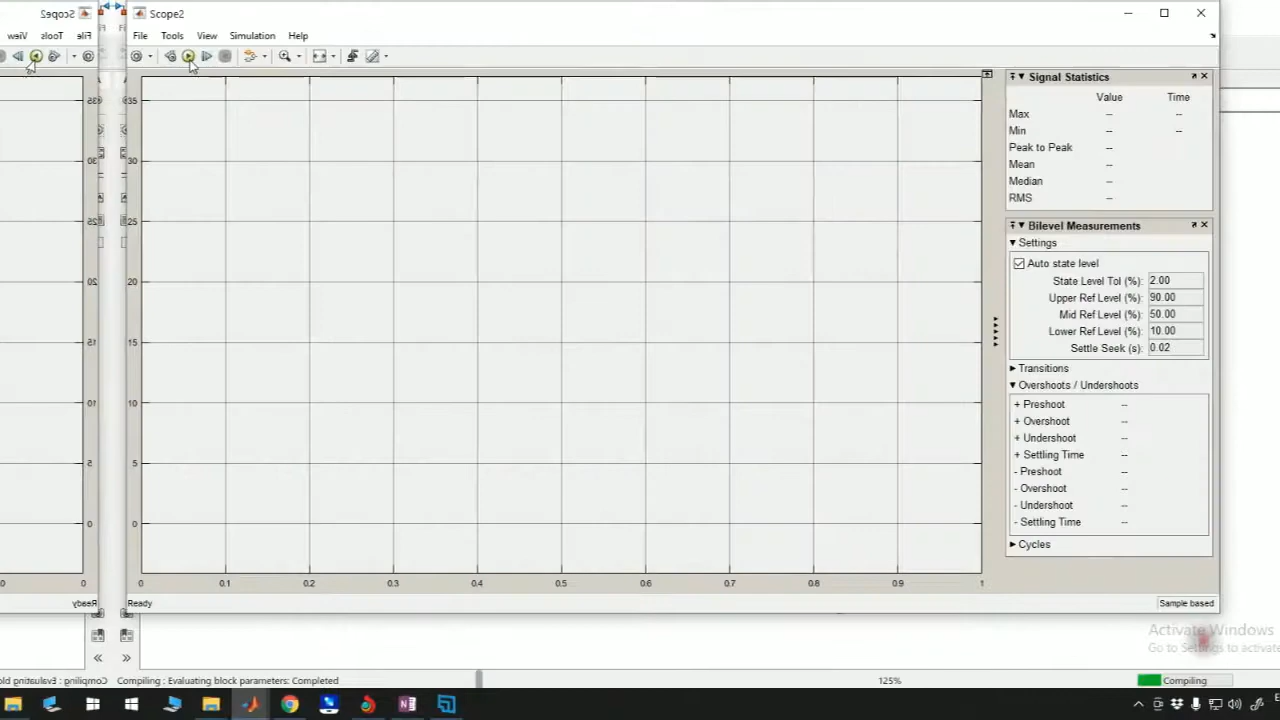 Scope2
File Tools View Simulation Help
35
30
25
20
15
10
5
0
0 0.1 0.2 0.3 0.4 0.5 0.6 0.7 0.8 0.9 1
Ready
Sample based
Signal Statistics
Value Time
Max -- --
Min -- --
Peak to Peak --
Mean --
Median --
RMS --
Bilevel Measurements
Settings
Auto state level
State Level Tol (%): 2.00
Upper Ref Level (%): 90.00
Mid Ref Level (%): 50.00
Lower Ref Level (%): 10.00
Settle Seek (s): 0.02
Transitions
Overshoots / Undershoots
+ Preshoot --
+ Overshoot --
+ Undershoot --
+ Settling Time --
- Preshoot --
- Overshoot --
- Undershoot --
- Settling Time --
Cycles
Activate Windows
Go to Settings to activate
Compiling : Evaluating block parameters: Completed
125%
Compiling